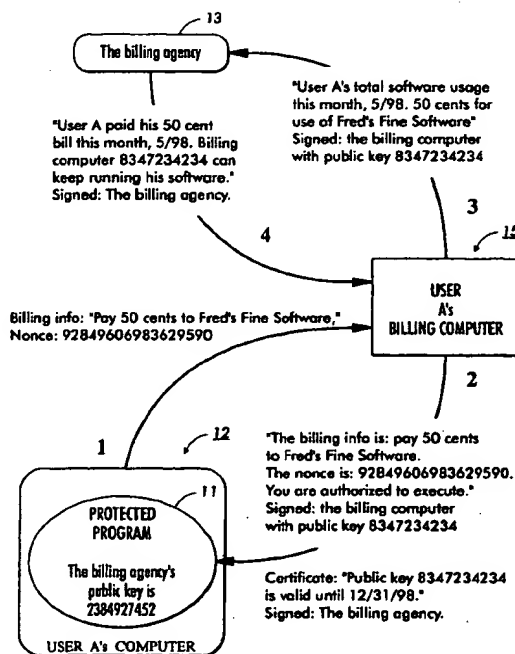 13
The billing agency
"User A's total software usage
this month, 5/98. 50 cents for
use of Fred's Fine Software"
Signed: the billing computer
with public key 8347234234
"User A paid his 50 cent
bill this month, 5/98. Billing
computer 8347234234 can
keep running his software."
Signed: The billing agency.
3
4
15
USER
A's
BILLING COMPUTER
Billing info: "Pay 50 cents to Fred's Fine Software,"
Nonce: 92849606983629590
2
1
12
"The billing info is: pay 50 cents
to Fred's Fine Software.
The nonce is: 92849606983629590.
You are authorized to execute."
Signed: the billing computer
with public key 8347234234
11
PROTECTED
PROGRAM
The billing agency's
public key is
2384927452
Certificate: "Public key 8347234234
is valid until 12/31/98."
Signed: The billing agency.
USER A's COMPUTER